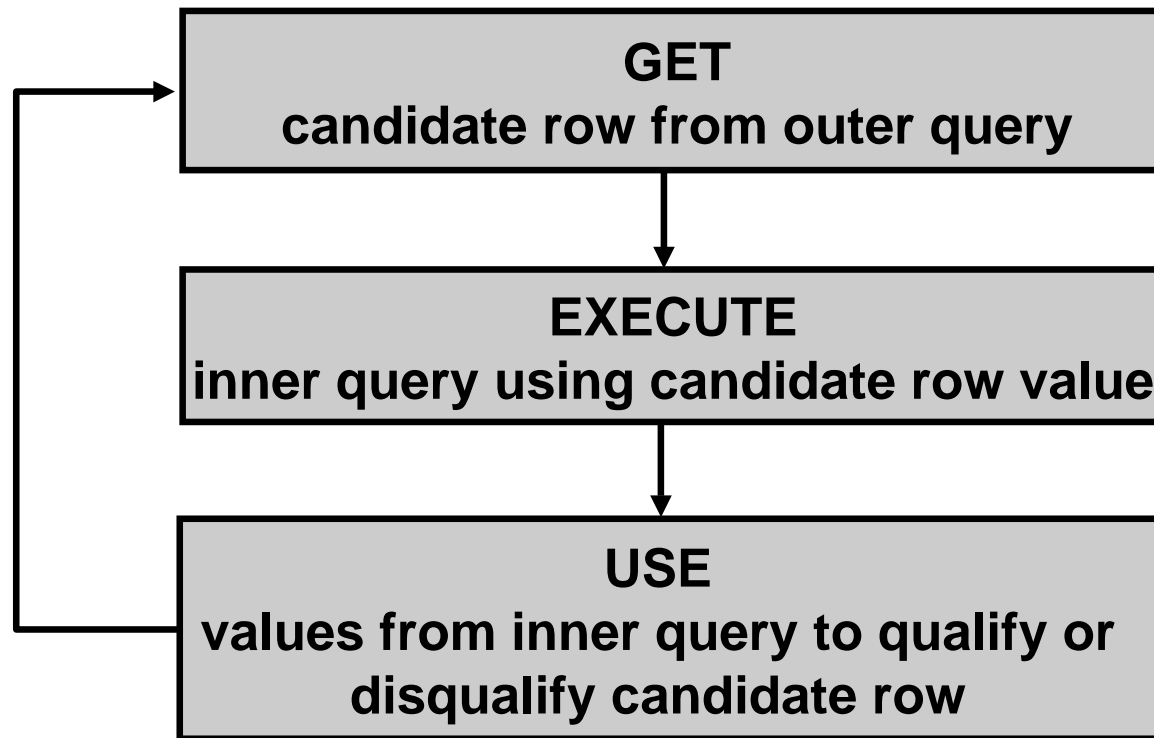 GET
candidate row from outer query
EXECUTE
inner query using candidate row value
USE
values from inner query to qualify or
disqualify candidate row